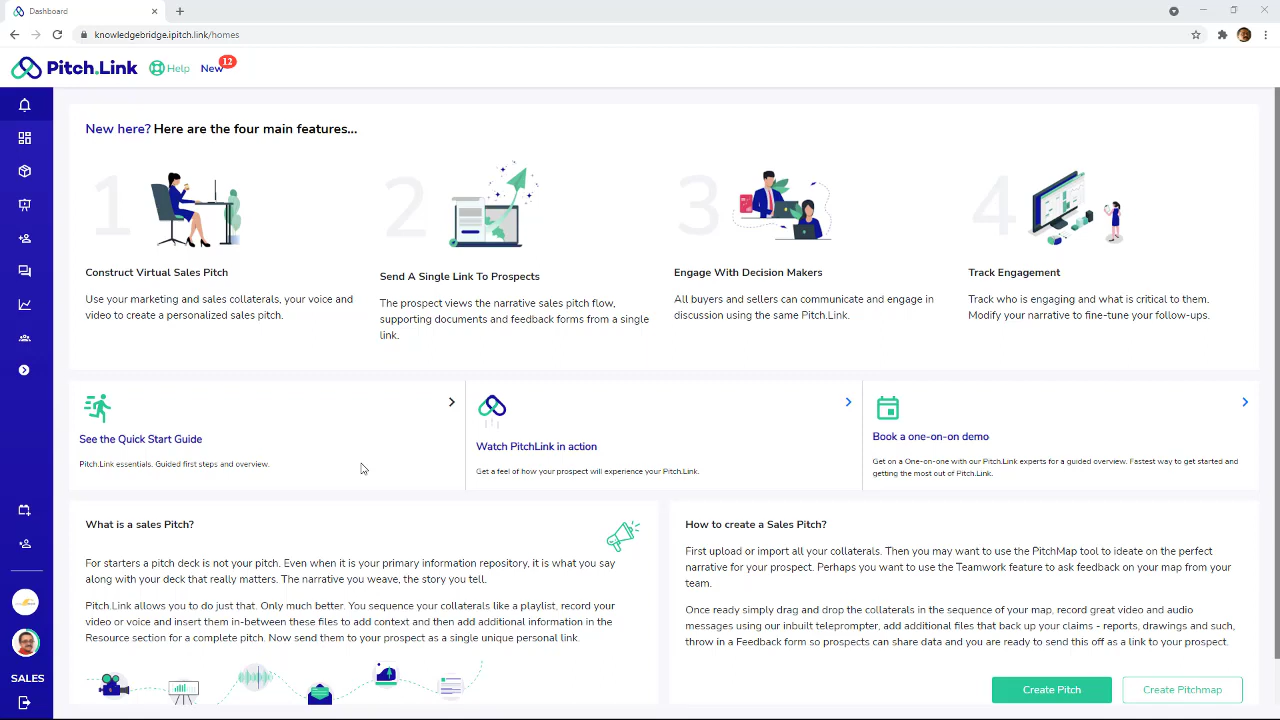 Dashboard
knowledgebridge.ipitch.link/homes
Pitch.Link
Help
New
12
New here? Here are the four main features...
1
2
3
4
Construct Virtual Sales Pitch
Use your marketing and sales collaterals, your voice and
video to create a personalized sales pitch.
Send A Single Link To Prospects
The prospect views the narrative sales pitch flow,
supporting documents and feedback forms from a single
link.
Engage With Decision Makers
All buyers and sellers can communicate and engage in
discussion using the same Pitch.Link.
Track Engagement
Track who is engaging and what is critical to them.
Modify your narrative to fine-tune your follow-ups.
See the Quick Start Guide
Pitch.Link essentials. Guided first steps and overview.
Watch PitchLink in action
Get a feel of how your prospect will experience your Pitch.Link.
Book a one-on-on demo
Get on a One-on-one with our Pitch.Link experts for a guided overview. Fastest way to get started and
getting the most out of Pitch.Link.
What is a sales Pitch?
For starters a pitch deck is not your pitch. Even when it is your primary information repository, it is what you say
along with your deck that really matters. The narrative you weave, the story you tell.
Pitch.Link allows you to do just that. Only much better. You sequence your collaterals like a playlist, record your
video or voice and insert them in-between these files to add context and then add additional information in the
Resource section for a complete pitch. Now send them to your prospect as a single unique personal link.
How to create a Sales Pitch?
First upload or import all your collaterals. Then you may want to use the PitchMap tool to ideate on the perfect
narrative for your prospect. Perhaps you want to use the Teamwork feature to ask feedback on your map from your
team.
Once ready simply drag and drop the collaterals in the sequence of your map, record great video and audio
messages using our inbuilt teleprompter, add additional files that back up your claims - reports, drawings and such,
throw in a Feedback form so prospects can share data and you are ready to send this off as a link to your prospect.
Create Pitch
Create Pitchmap
SALES